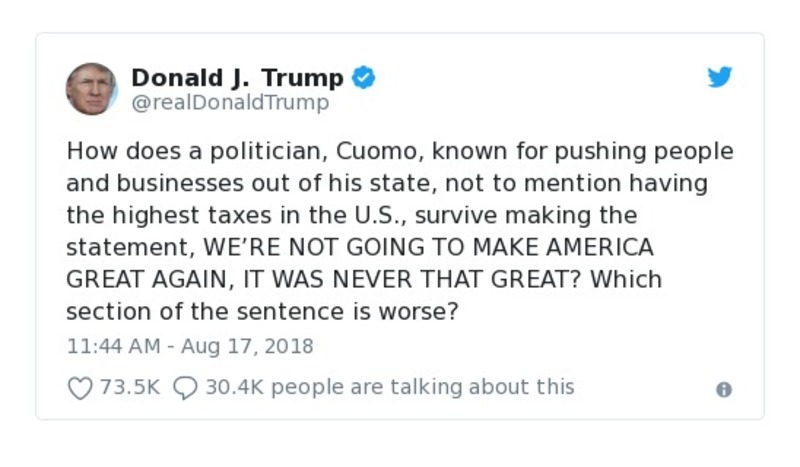 Donald J. Trump
@realDonaldTrump
How does a politician, Cuomo, known for pushing people
and businesses out of his state, not to mention having
the highest taxes in the U.S., survive making the
statement, WE’RE NOT GOING TO MAKE AMERICA
GREAT AGAIN, IT WAS NEVER THAT GREAT? Which
section of the sentence is worse?
11:44 AM - Aug 17, 2018
73.5K 30.4K people are talking about this